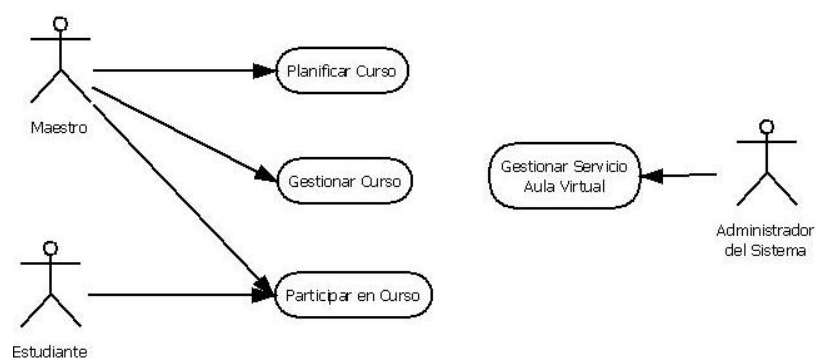 Planificar Curso
Maestro
Gestionar Curso
Gestionar Servicio
Aula Virtual
Administrador
del Sistema
Participar en Curso
Estudiante